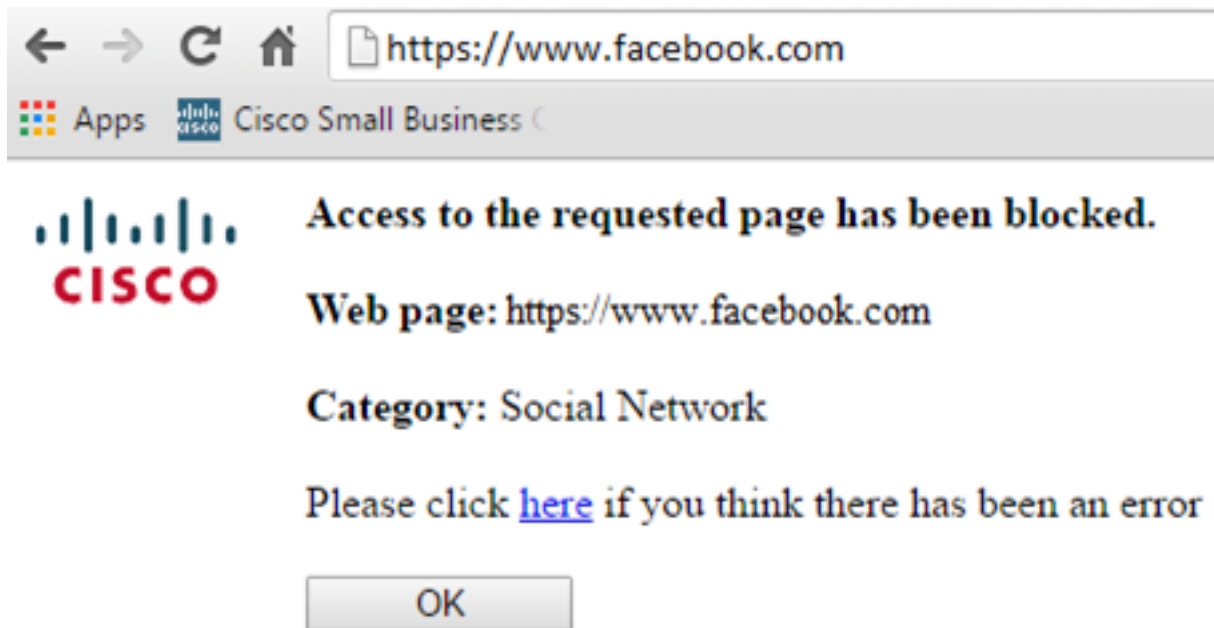 https://www.facebook.com
Apps Cisco Small Business
CISCO
Access to the requested page has been blocked.
Web page: https://www.facebook.com
Category: Social Network
Please click here if you think there has been an error
OK